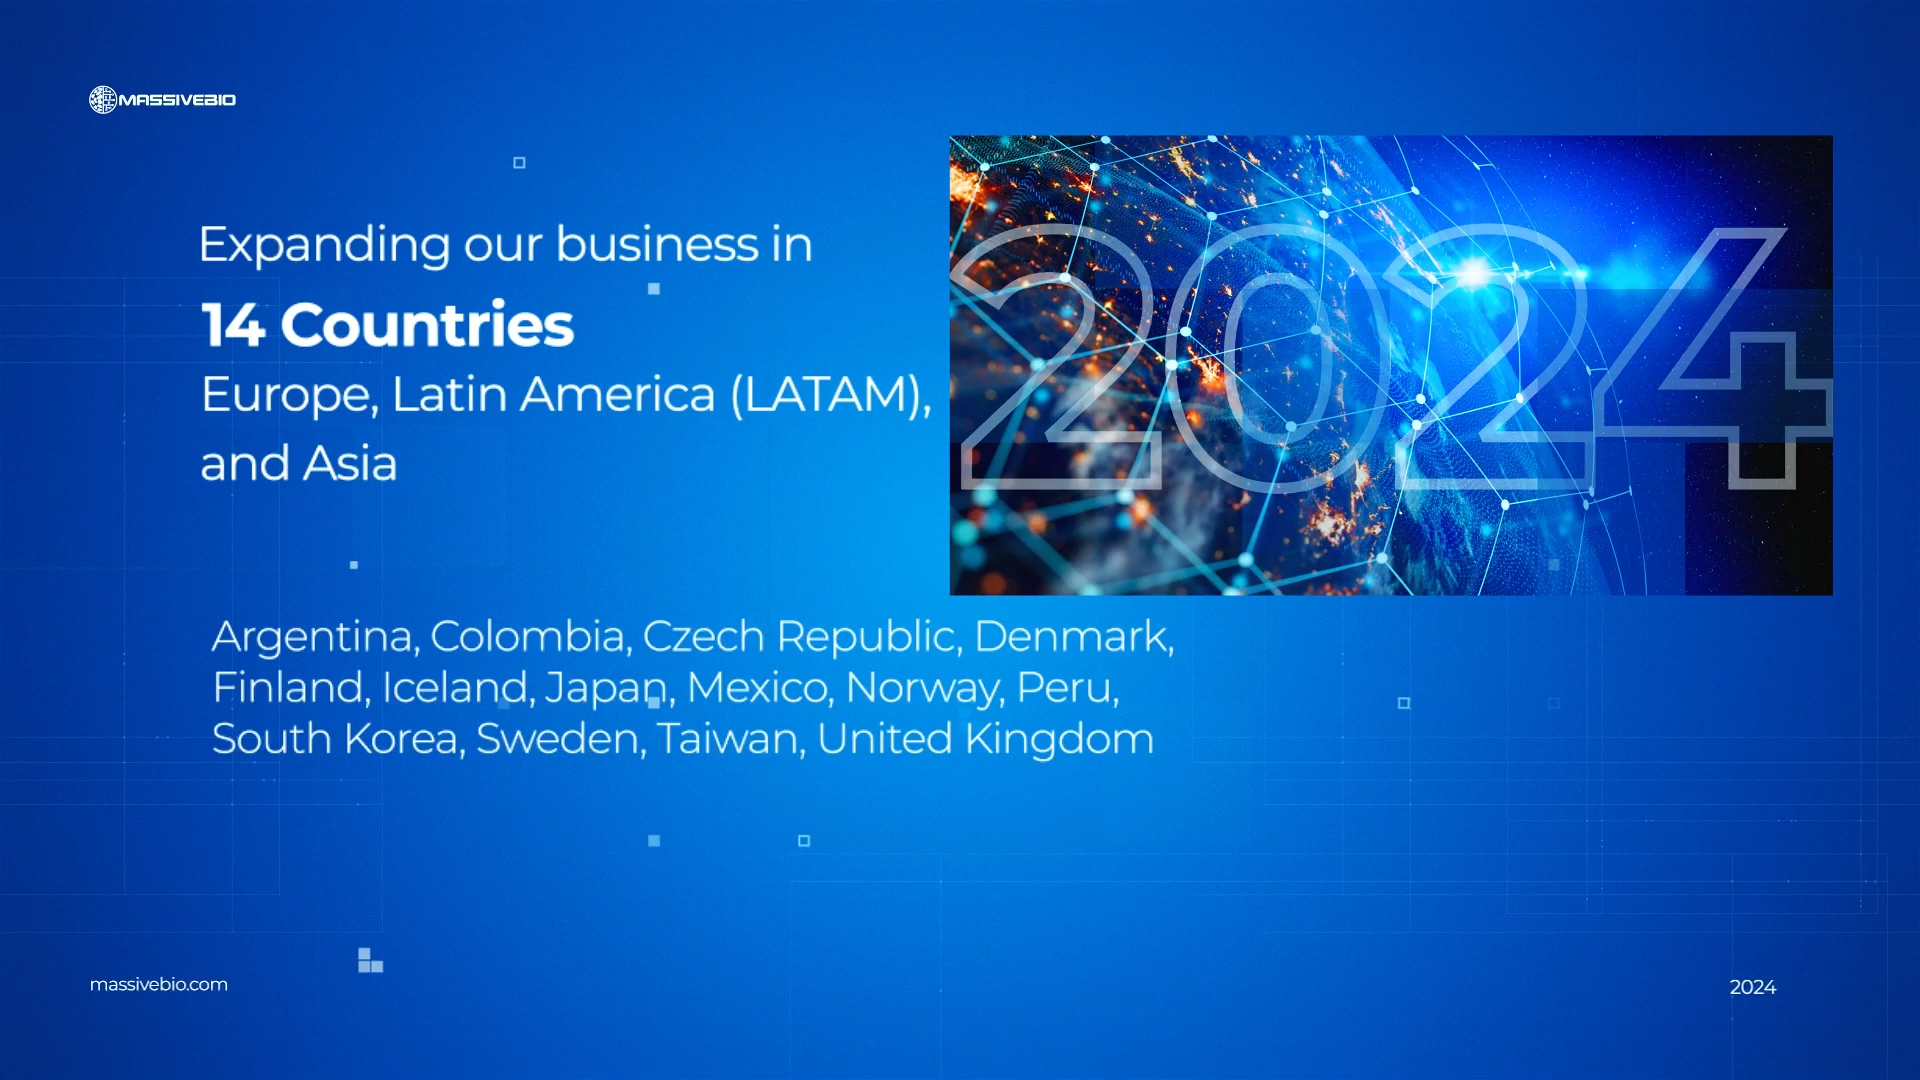 MASSIVEBIO
Expanding our business in
14 Countries
Europe, Latin America (LATAM),
and Asia
2024
Argentina, Colombia, Czech Republic, Denmark,
Finland, Iceland, Japan, Mexico, Norway, Peru,
South Korea, Sweden, Taiwan, United Kingdom
massivebio.com
2024